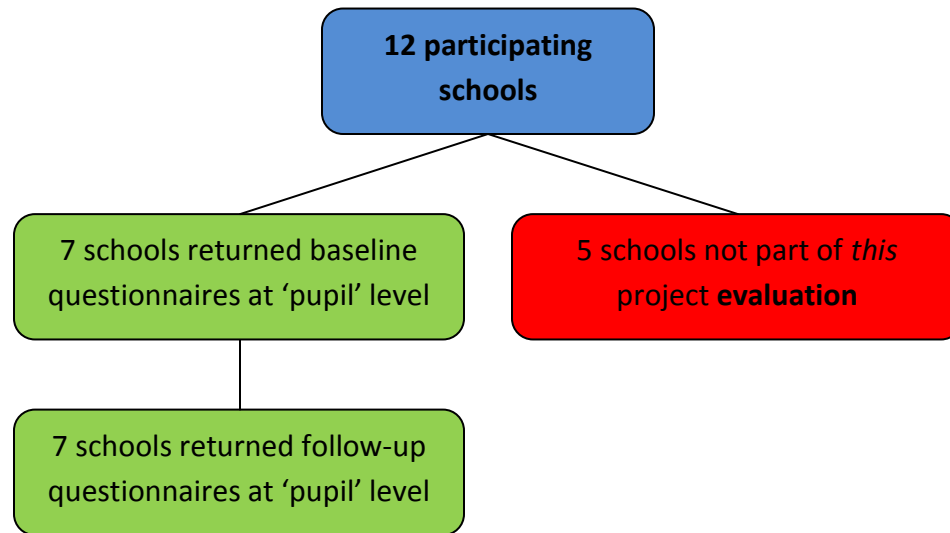 12 participating
schools
7 schools returned baseline
questionnaires at ‘pupil’ level
5 schools not part of this
project evaluation
7 schools returned follow-up
questionnaires at ‘pupil’ level